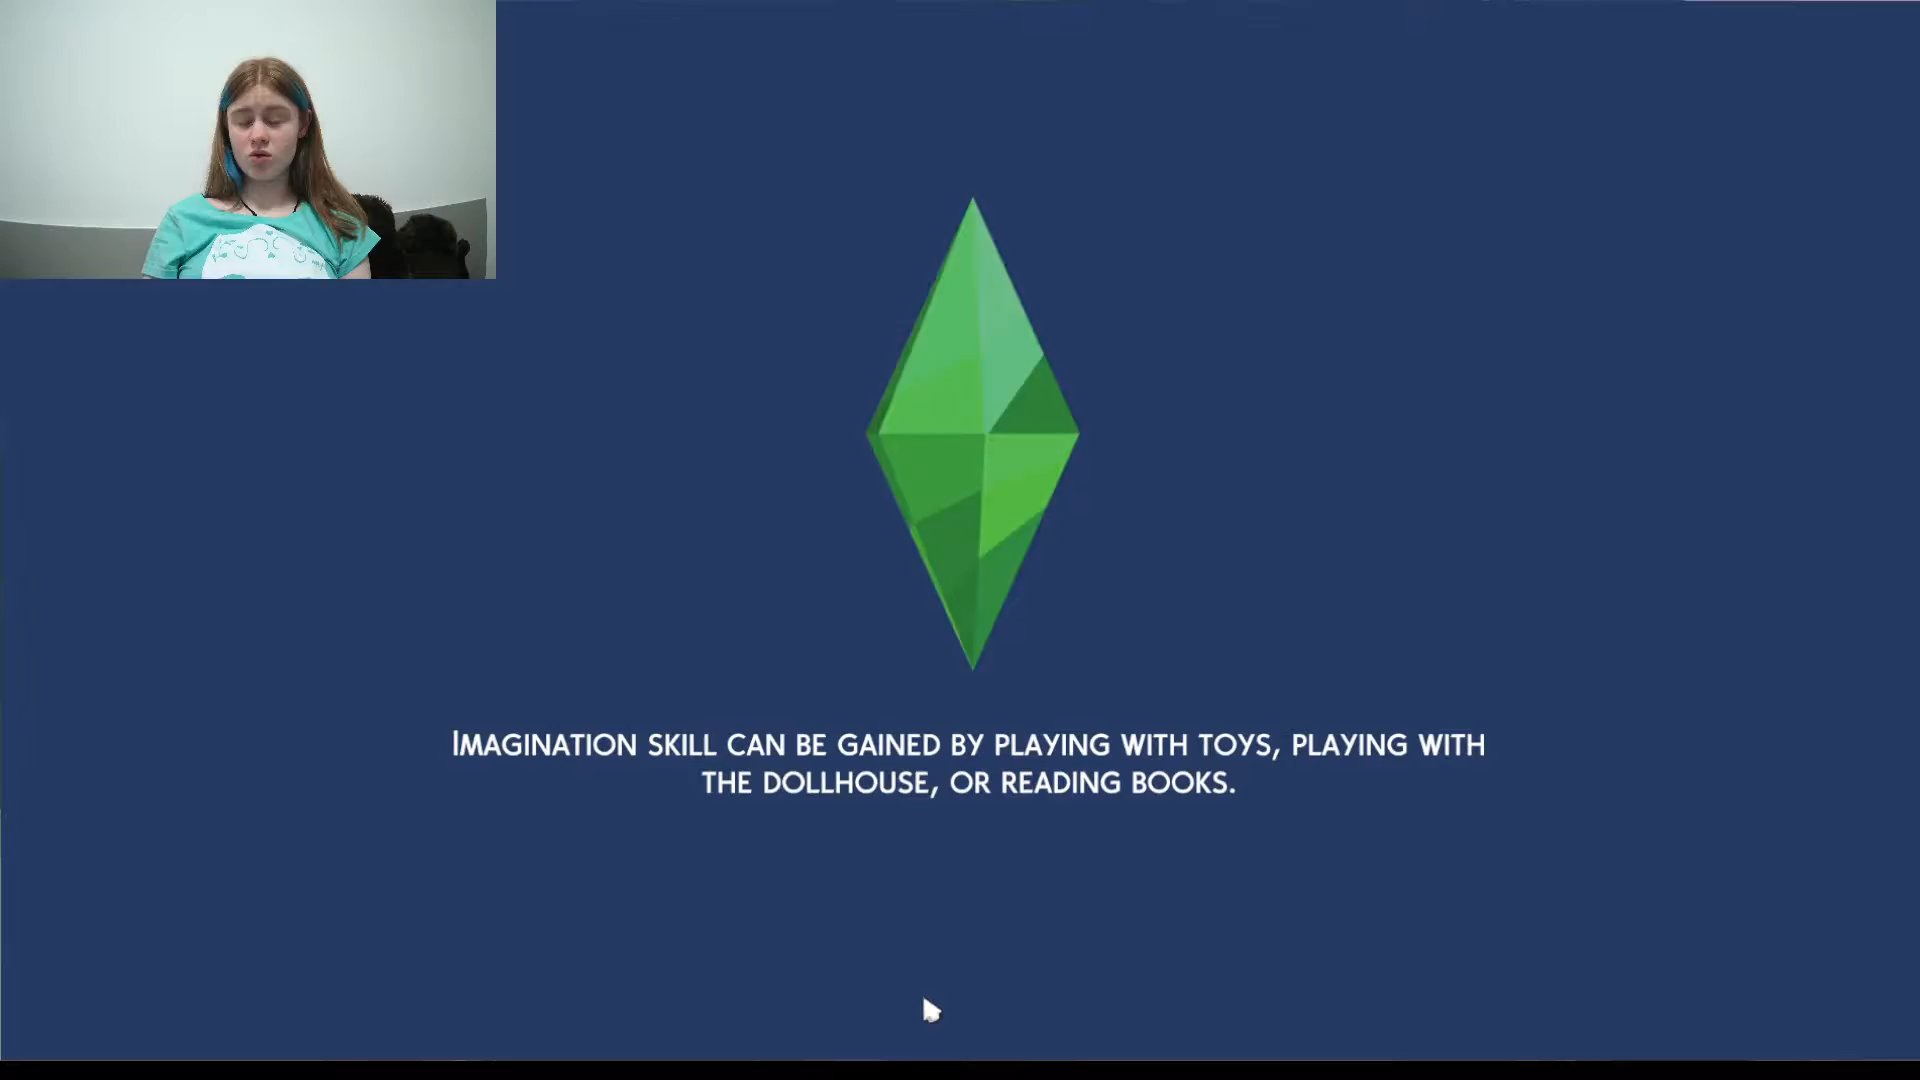 Imagination skill can be gained by playing with toys, playing with
the dollhouse, or reading books.